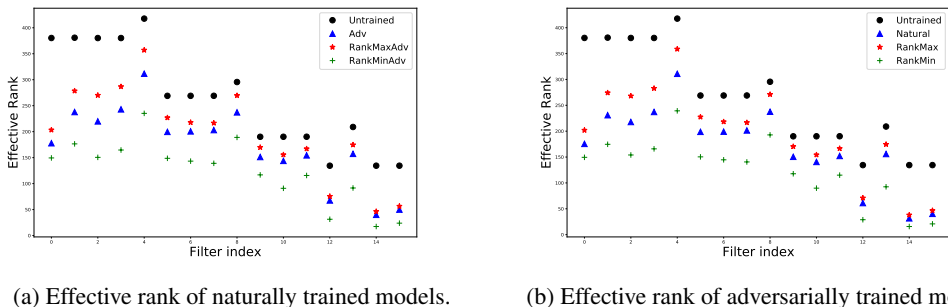 400
350
300
250
200
150
100
50
0
Effective Rank
0 2 4 6 8 10 12 14
Filter index
Untrained
Adv
RankMaxAdv
RankMinAdv
400
350
300
250
200
150
100
50
0
Effective Rank
0 2 4 6 8 10 12 14
Filter index
Untrained
Natural
RankMax
RankMin
(a) Effective rank of naturally trained models.
(b) Effective rank of adversarially trained m